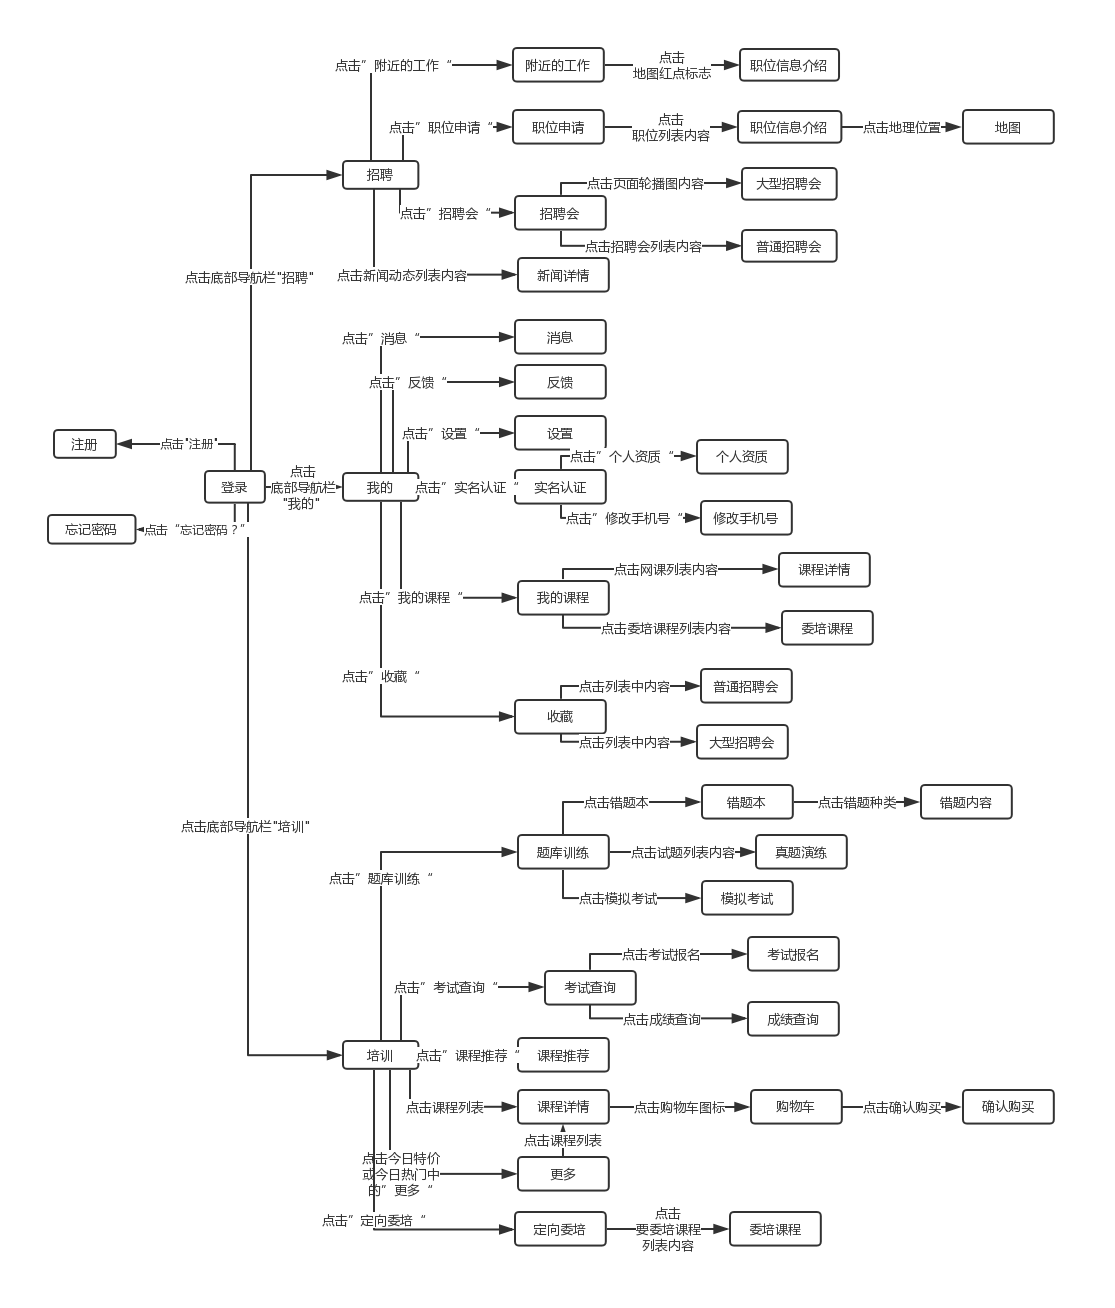 点击”附近的工作“
附近的工作
点击
地图红点标志
职位信息介绍
点击”职位申请“
职位申请
点击
职位列表内容
职位信息介绍
点击地理位置
地图
招聘
点击”招聘会“
招聘会
点击页面轮播图内容
大型招聘会
点击招聘会列表内容
普通招聘会
点击底部导航栏"招聘"
点击新闻动态列表内容
新闻详情
点击”消息“
消息
点击”反馈“
反馈
点击”设置“
设置
注册
点击"注册"
登录
点击
底部导航栏
"我的"
我的
点击”实名认证“
实名认证
点击”个人资质“
个人资质
点击”修改手机号“
修改手机号
忘记密码
点击“忘记密码？”
点击”我的课程“
我的课程
点击网课列表内容
课程详情
点击委培课程列表内容
委培课程
点击”收藏“
收藏
点击列表中内容
普通招聘会
点击列表中内容
大型招聘会
点击底部导航栏"培训"
点击”题库训练“
题库训练
点击错题本
错题本
点击错题种类
错题内容
点击试题列表内容
真题演练
点击模拟考试
模拟考试
点击”考试查询“
考试查询
点击考试报名
考试报名
点击成绩查询
成绩查询
培训
点击”课程推荐“
课程推荐
点击课程列表
课程详情
点击购物车图标
购物车
点击确认购买
确认购买
点击课程列表
点击今日特价
或今日热门中
的”更多“
更多
点击”定向委培“
定向委培
点击
要委培课程
列表内容
委培课程